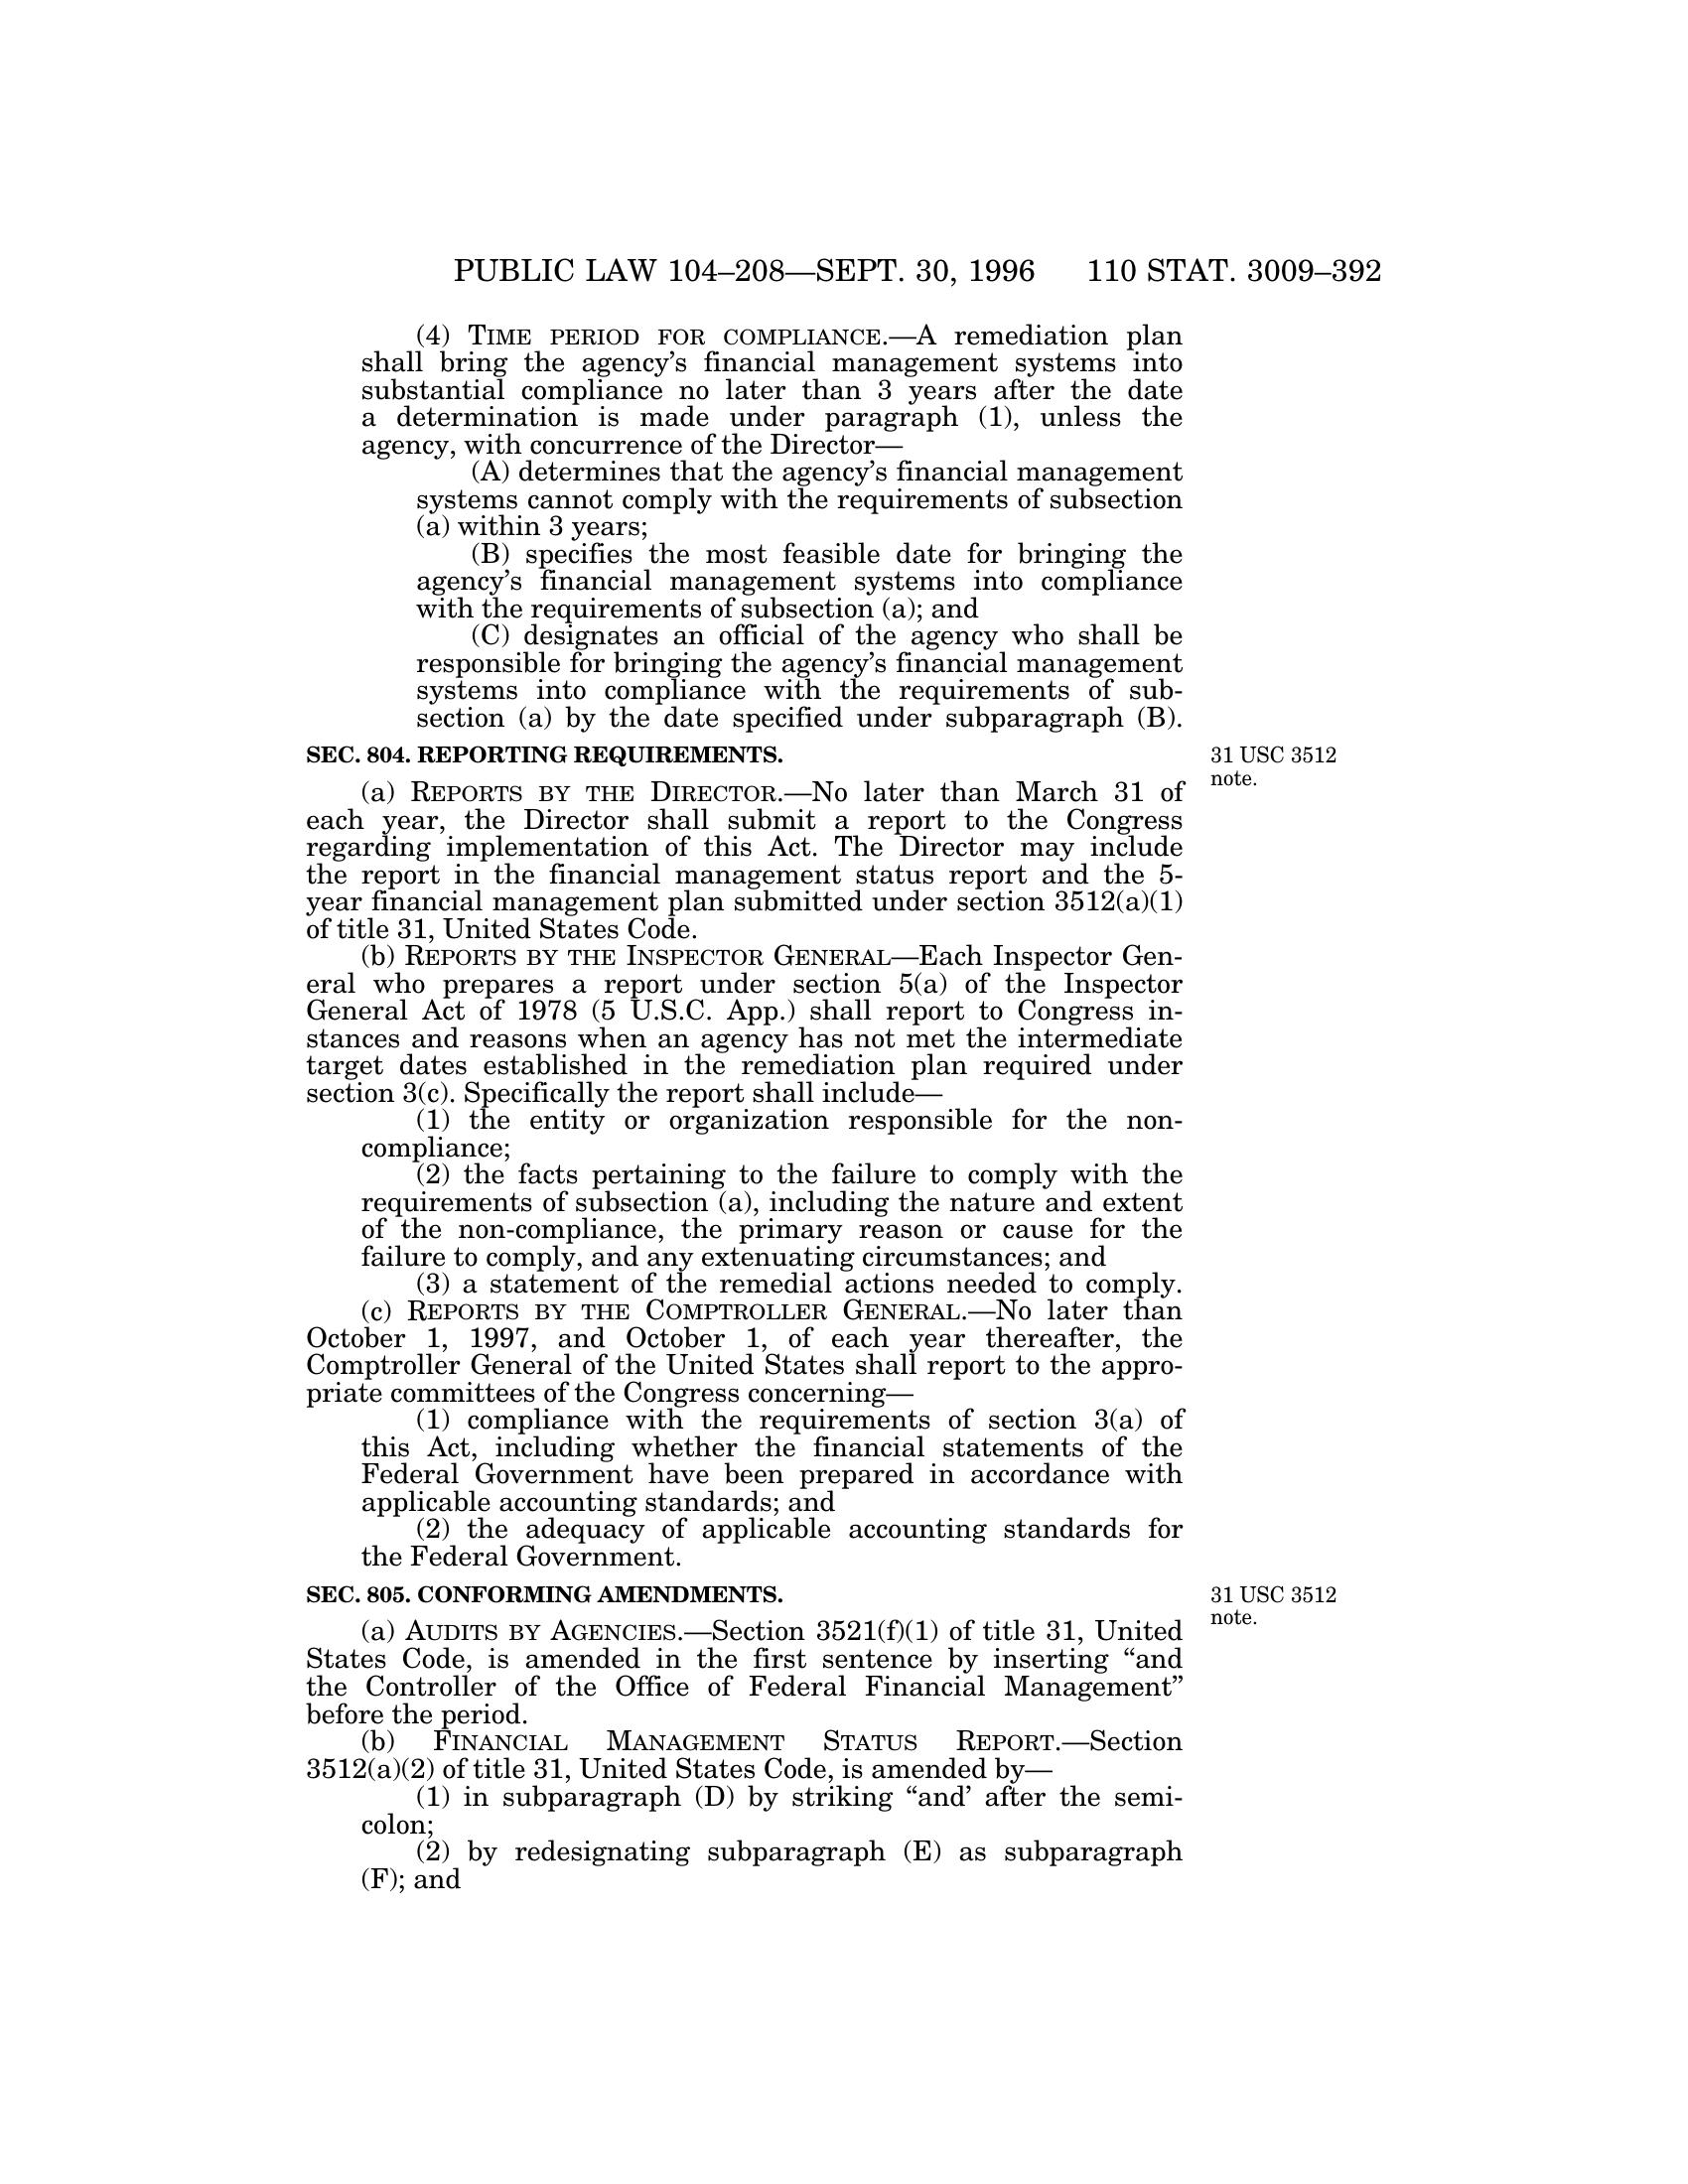 PUBLIC LAW 104–208—SEPT. 30, 1996 110 STAT. 3009–392
(4) TIME PERIOD FOR COMPLIANCE.—A remediation plan
shall bring the agency's financial management systems into
substantial compliance no later than 3 years after the date
a determination is made under paragraph (1), unless the
agency, with concurrence of the Director—
(A) determines that the agency's financial management
systems cannot comply with the requirements of subsection
(a) within 3 years;
(B) specifies the most feasible date for bringing the
agency's financial management systems into compliance
with the requirements of subsection (a); and
(C) designates an official of the agency who shall be
responsible for bringing the agency's financial management
systems into compliance with the requirements of sub-
section (a) by the date specified under subparagraph (B).
SEC. 804. REPORTING REQUIREMENTS.
31 USC 3512
note.
(a) REPORTS BY THE DIRECTOR.—No later than March 31 of
each year, the Director shall submit a report to the Congress
regarding implementation of this Act. The Director may include
the report in the financial management status report and the 5-
year financial management plan submitted under section 3512(a)(1)
of title 31, United States Code.
(b) REPORTS BY THE INSPECTOR GENERAL—Each Inspector Gen-
eral who prepares a report under section 5(a) of the Inspector
General Act of 1978 (5 U.S.C. App.) shall report to Congress in-
stances and reasons when an agency has not met the intermediate
target dates established in the remediation plan required under
section 3(c). Specifically the report shall include—
(1) the entity or organization responsible for the non-
compliance;
(2) the facts pertaining to the failure to comply with the
requirements of subsection (a), including the nature and extent
of the non-compliance, the primary reason or cause for the
failure to comply, and any extenuating circumstances; and
(3) a statement of the remedial actions needed to comply.
(c) REPORTS BY THE COMPTROLLER GENERAL.—No later than
October 1, 1997, and October 1, of each year thereafter, the
Comptroller General of the United States shall report to the appro-
priate committees of the Congress concerning—
(1) compliance with the requirements of section 3(a) of
this Act, including whether the financial statements of the
Federal Government have been prepared in accordance with
applicable accounting standards; and
(2) the adequacy of applicable accounting standards for
the Federal Government.
SEC. 805. CONFORMING AMENDMENTS.
31 USC 3512
note.
(a) AUDITS BY AGENCIES.—Section 3521(f)(1) of title 31, United
States Code, is amended in the first sentence by inserting “and
the Controller of the Office of Federal Financial Management”
before the period.
(b) FINANCIAL MANAGEMENT STATUS REPORT.—Section
3512(a)(2) of title 31, United States Code, is amended by—
(1) in subparagraph (D) by striking “and’ after the semi-
colon;
(2) by redesignating subparagraph (E) as subparagraph
(F); and